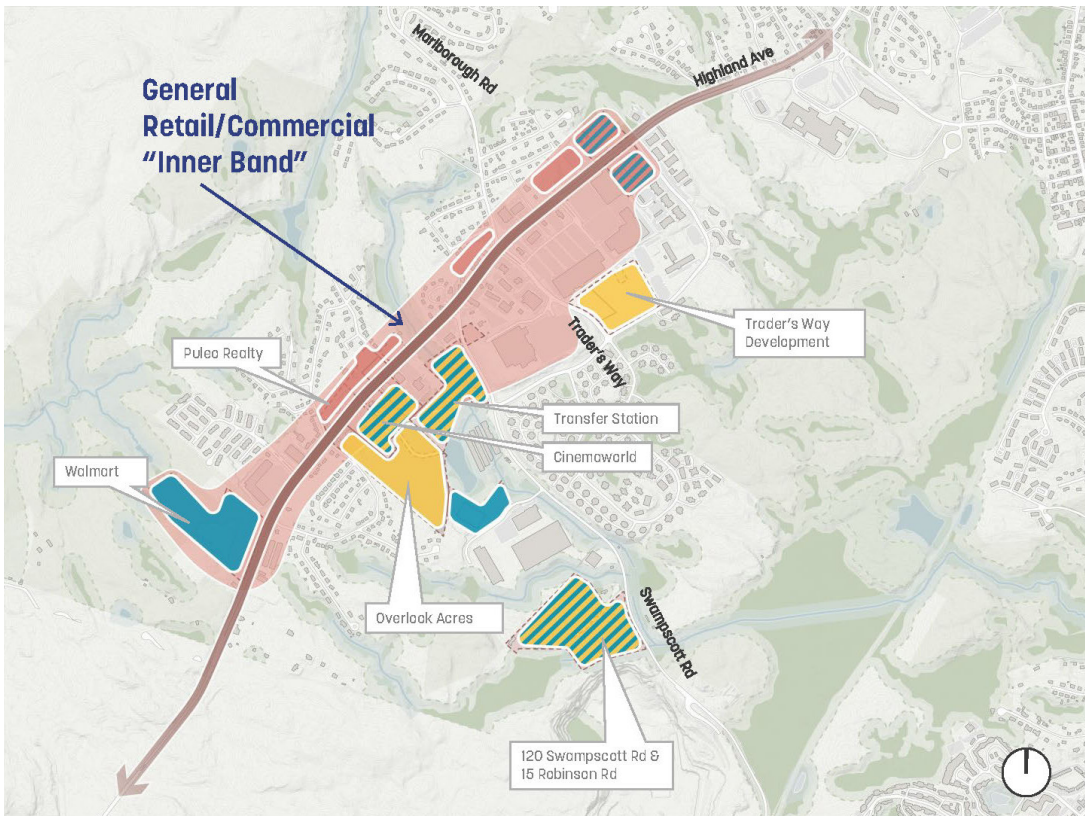 Marlborough Rd
Highland Ave
General
Retail/Commercial
“Inner Band”
Trader's Way
Trader's Way
Development
Puleo Realty
Transfer Station
Cinemaworld
Walmart
Overlook Acres
Swampscott Rd
120 Swampscott Rd &
15 Robinson Rd